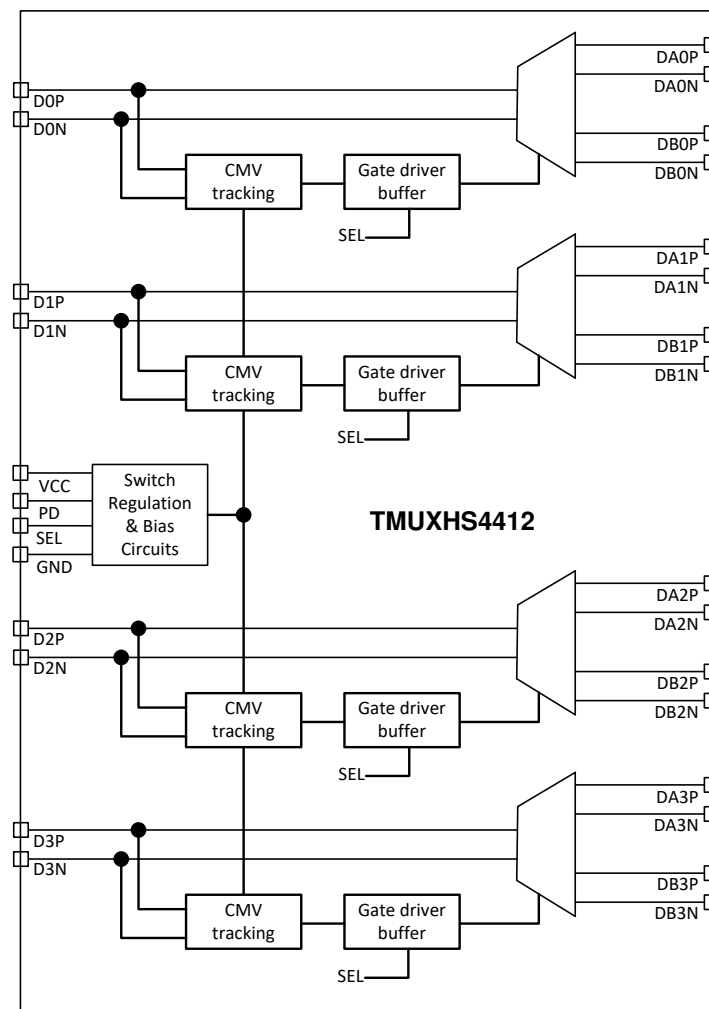 DA0P
DA0N
D0P
D0N
DB0P
DB0N
CMV
tracking
Gate driver
buffer
SEL
DA1P
DA1N
D1P
D1N
DB1P
DB1N
CMV
tracking
Gate driver
buffer
SEL
VCC
PD
SEL
GND
Switch
Regulation
& Bias
Circuits
TMUXHS4412
DA2P
DA2N
D2P
D2N
DB2P
DB2N
CMV
tracking
Gate driver
buffer
SEL
DA3P
DA3N
D3P
D3N
DB3P
DB3N
CMV
tracking
Gate driver
buffer
SEL